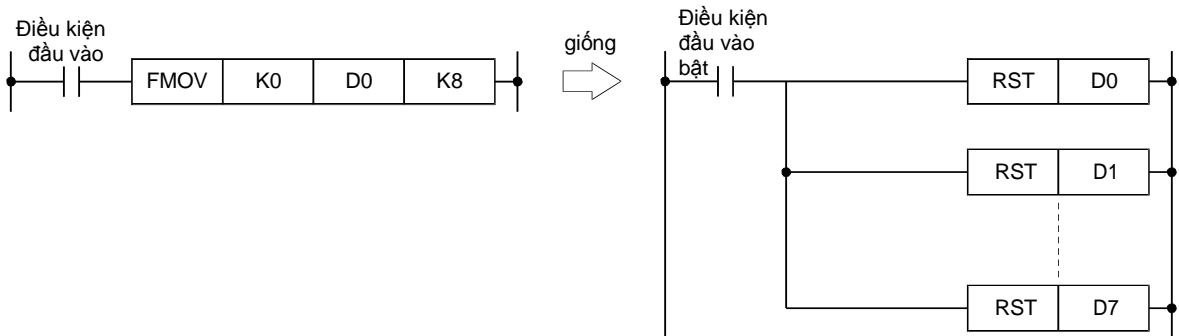 Điều kiện
đầu vào
FMOV K0 D0 K8
giống
Điều kiện
đầu vào
bật
RST D0
RST D1
RST D7